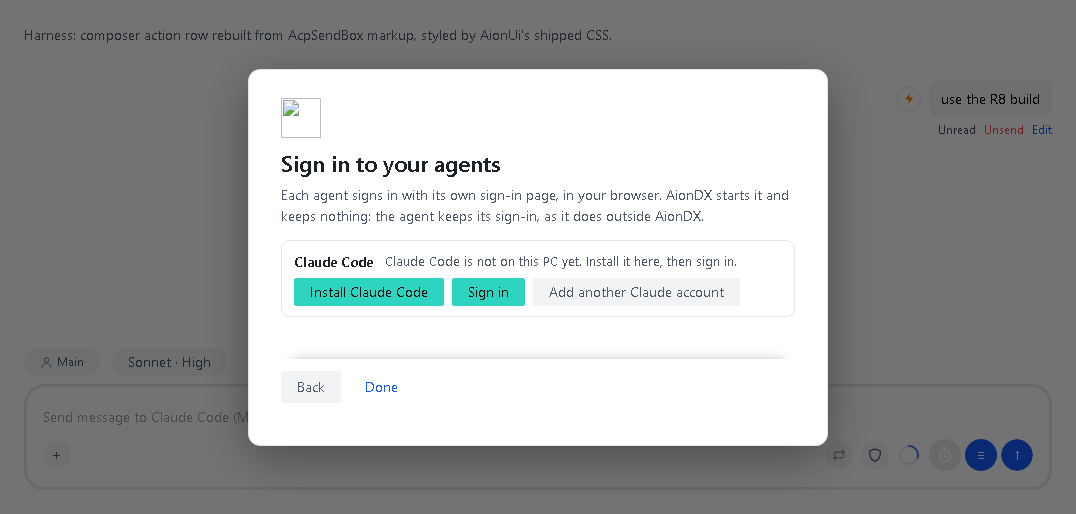 Harness: composer action row rebuilt from AcpSendBox markup, styled by AionUi's shipped CSS.
use the R8 build
Unread Unsend Edit
Sign in to your agents
Each agent signs in with its own sign-in page, in your browser. AionDX starts it and
keeps nothing: the agent keeps its sign-in, as it does outside AionDX.
Claude Code Claude Code is not on this PC yet. Install it here, then sign in.
Install Claude Code Sign in Add another Claude account
Main Sonnet · High
Back Done
Send message to Claude Code (M